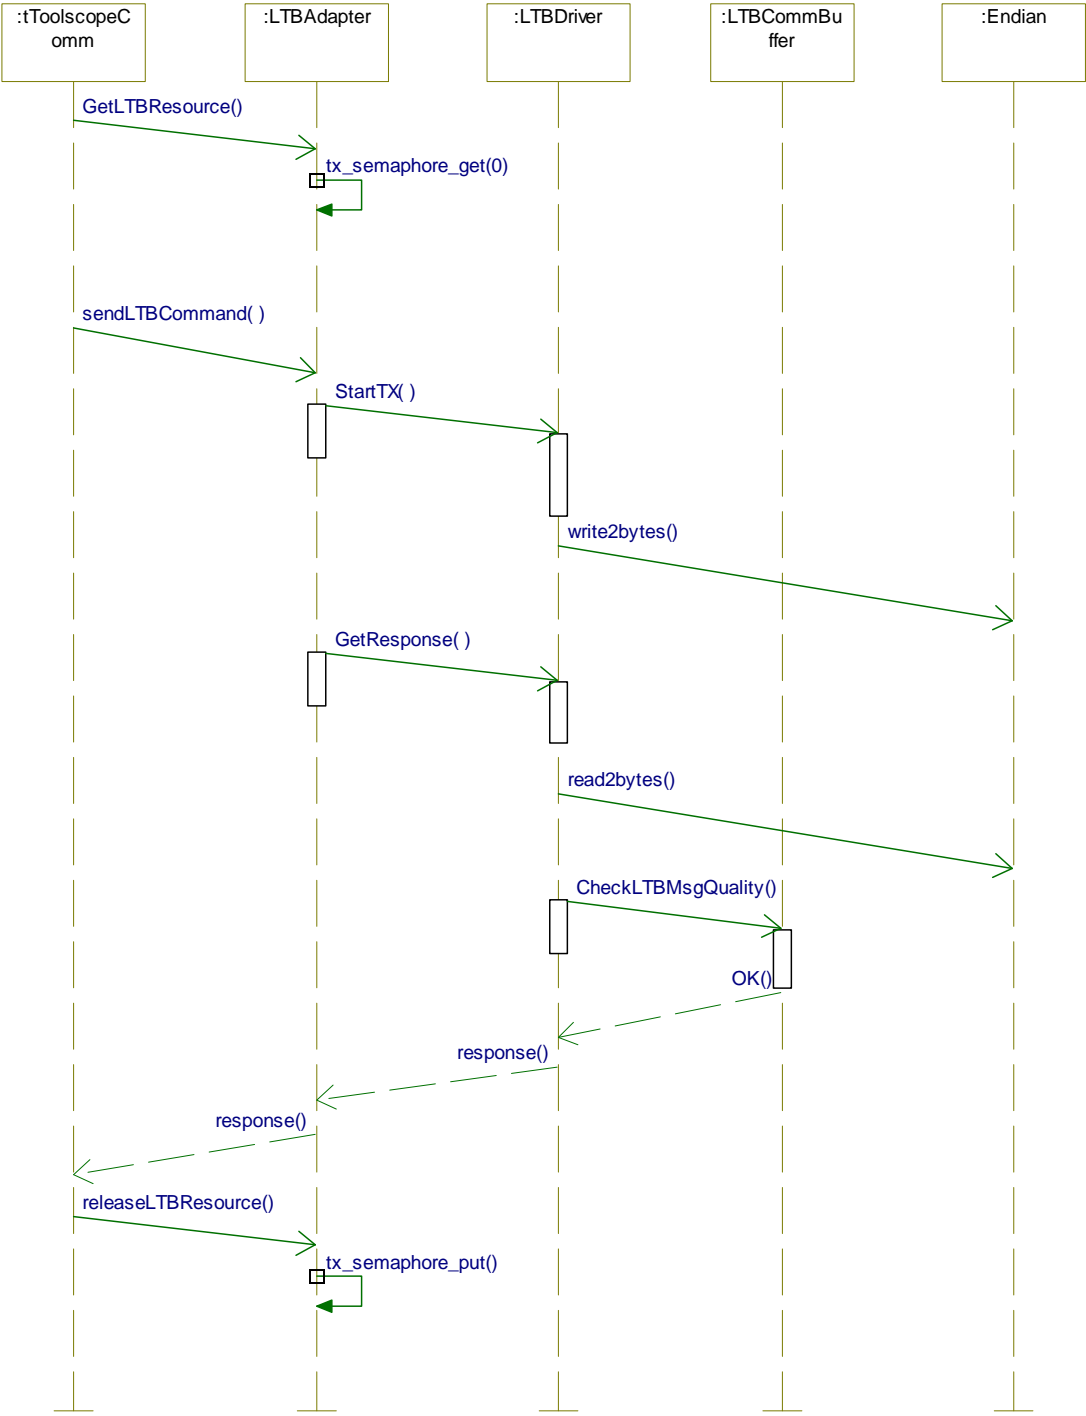 :tToolscopeC
omm
:LTBAdapter
:LTBDriver
:LTBCommBu
ffer
:Endian
GetLTBResource()
tx_semaphore_get(0)
sendLTBCommand( )
StartTX( )
write2bytes()
GetResponse( )
read2bytes()
CheckLTBMsgQuality()
OK()
response()
response()
releaseLTBResource()
tx_semaphore_put()